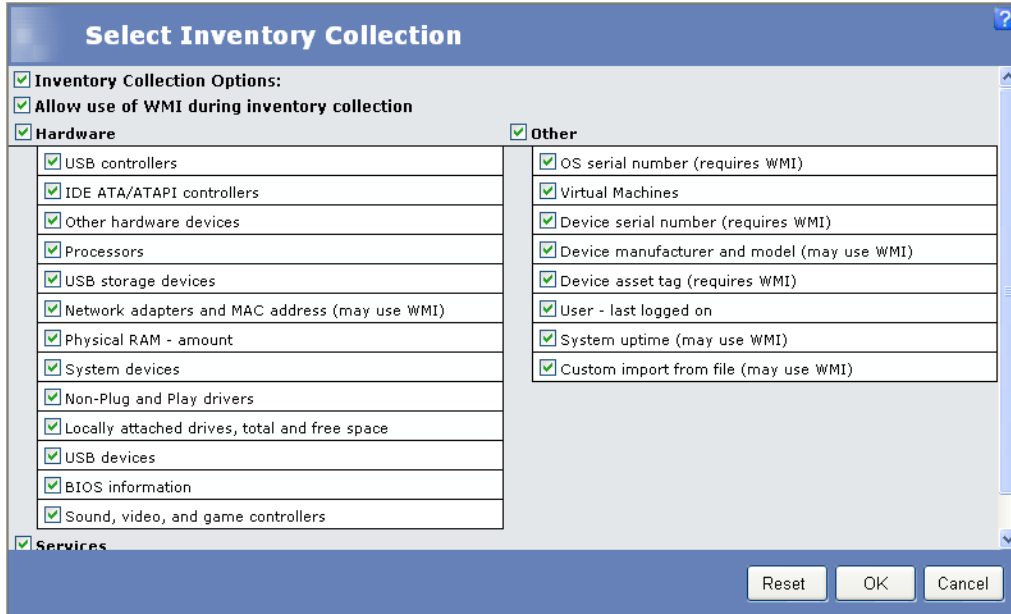 Select Inventory Collection
?
Inventory Collection Options:
Allow use of WMI during inventory collection
Hardware
USB controllers
IDE ATA/ATAPI controllers
Other hardware devices
Processors
USB storage devices
Network adapters and MAC address (may use WMI)
Physical RAM - amount
System devices
Non-Plug and Play drivers
Locally attached drives, total and free space
USB devices
BIOS information
Sound, video, and game controllers
Other
OS serial number (requires WMI)
Virtual Machines
Device serial number (requires WMI)
Device manufacturer and model (may use WMI)
Device asset tag (requires WMI)
User - last logged on
System uptime (may use WMI)
Custom import from file (may use WMI)
Services
Reset
OK
Cancel